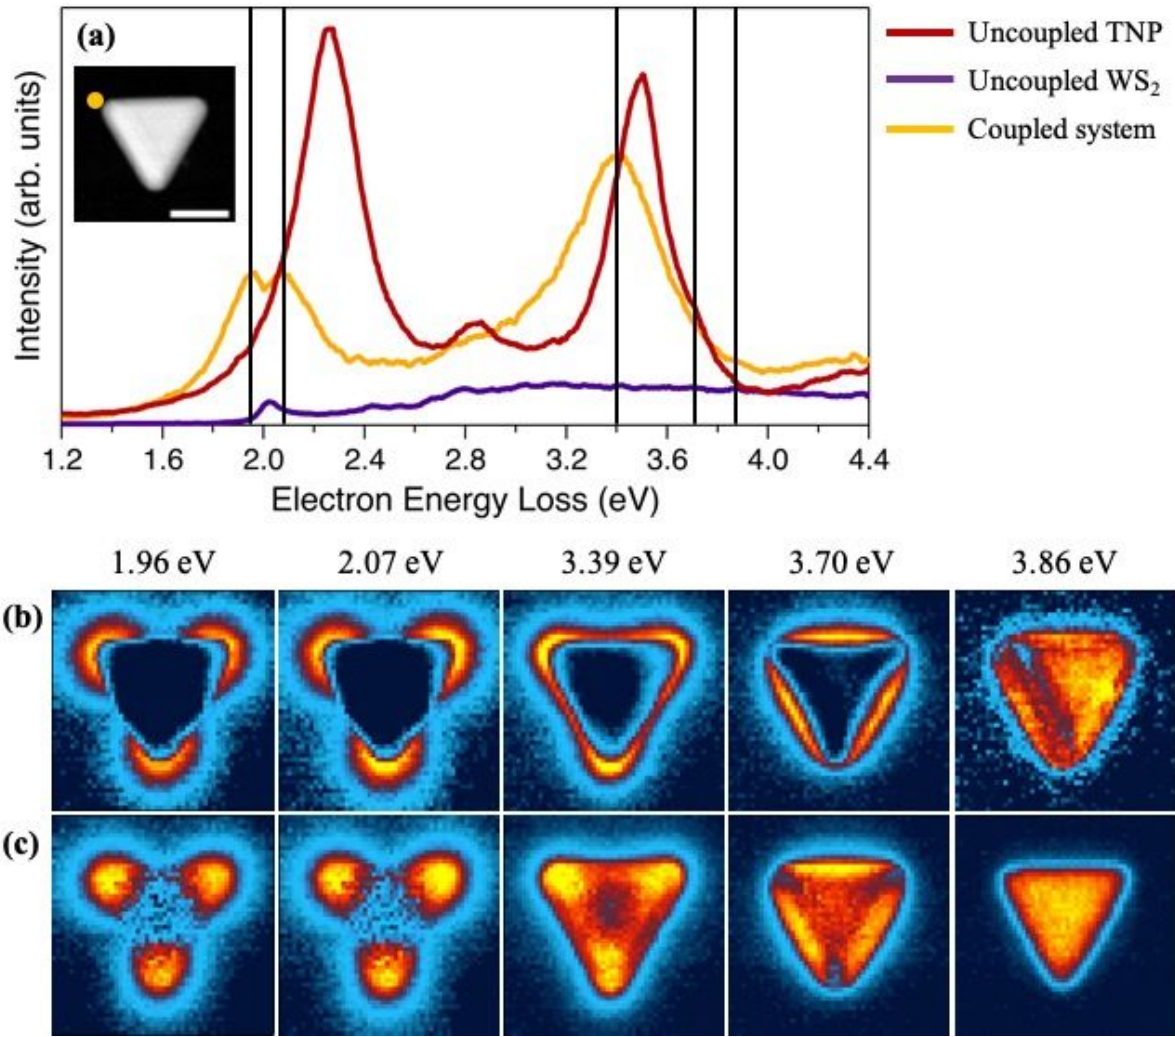 (a)
Uncoupled TNP
Uncoupled WS₂
Coupled system
Intensity (arb. units)
1.2 1.6 2.0 2.4 2.8 3.2 3.6 4.0 4.4
Electron Energy Loss (eV)
1.96 eV 2.07 eV 3.39 eV 3.70 eV 3.86 eV
(b)
(c)